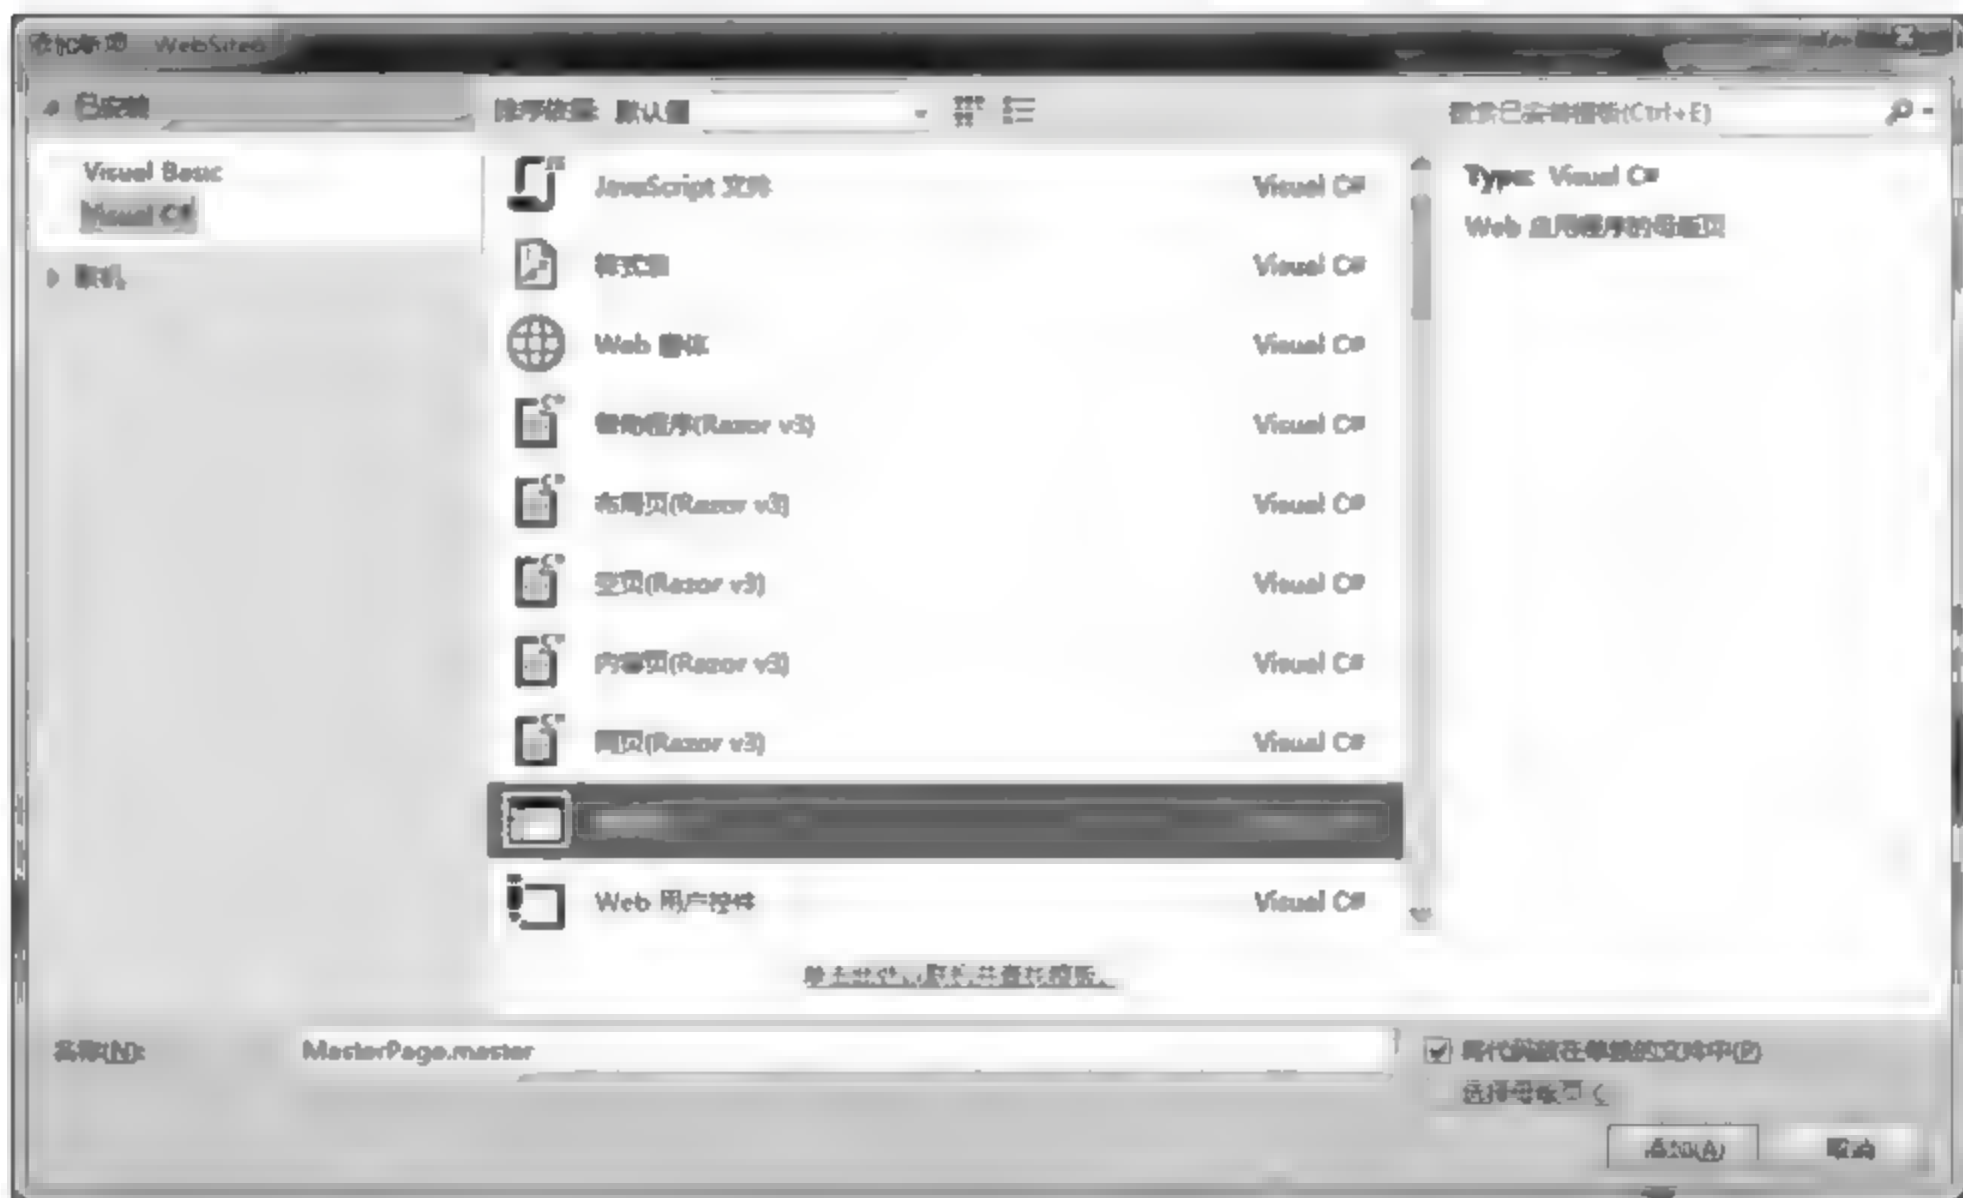 添加新项 WebSite6
已安装
排序依据: 默认值
搜索已安装模板(Ctrl+E)
Visual Basic
Visual C#
联机
JavaScript 文件 Visual C#
样式表 Visual C#
Web 窗体 Visual C#
帮助程序(Razor v3) Visual C#
布局页(Razor v3) Visual C#
空页(Razor v3) Visual C#
内容页(Razor v3) Visual C#
网页(Razor v3) Visual C#
Web 用户控件 Visual C#
Type: Visual C#
Web 应用程序的母版页
名称(N):
MasterPage.master
将代码放在单独的文件中(P)
选择母版页
添加(A)
取消